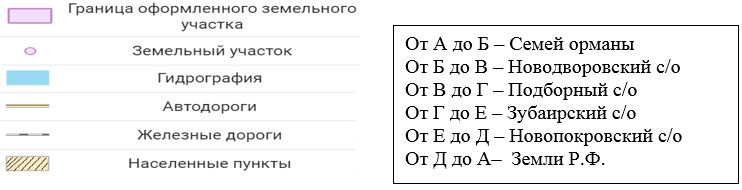 Граница оформленного земельного
участка
Земельный участок
Гидрография
Автодороги
Железные дороги
Населенные пункты
От А до Б – Семей орманы
От Б до В – Новодворовский с/о
От В до Г – Подборный с/о
От Г до Е – Зубаирский с/о
От Е до Д – Новопокровский с/о
От Д до А– Земли Р.Ф.